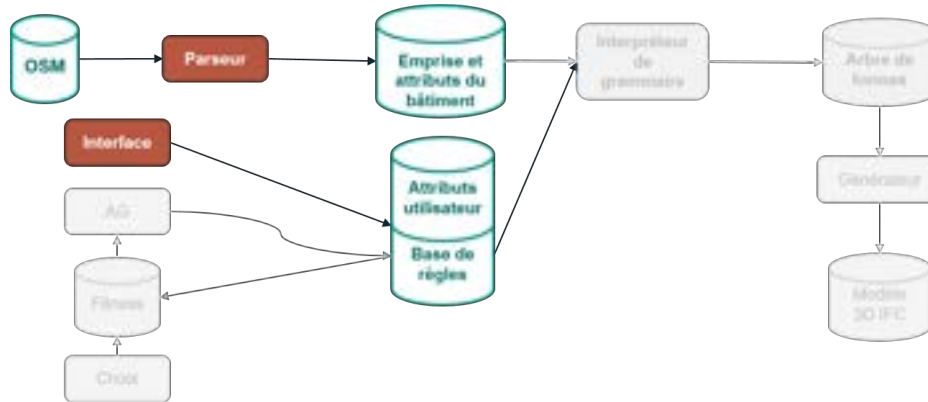 OSM
Parseur
Emprise et
attributs du
bâtiment
Interpréteur
de
grammaire
Arbre de
formes
Interface
Attributs
utilisateur
Base de
règles
AG
Générateur
Fitness
Modèle
3D IFC
Choix